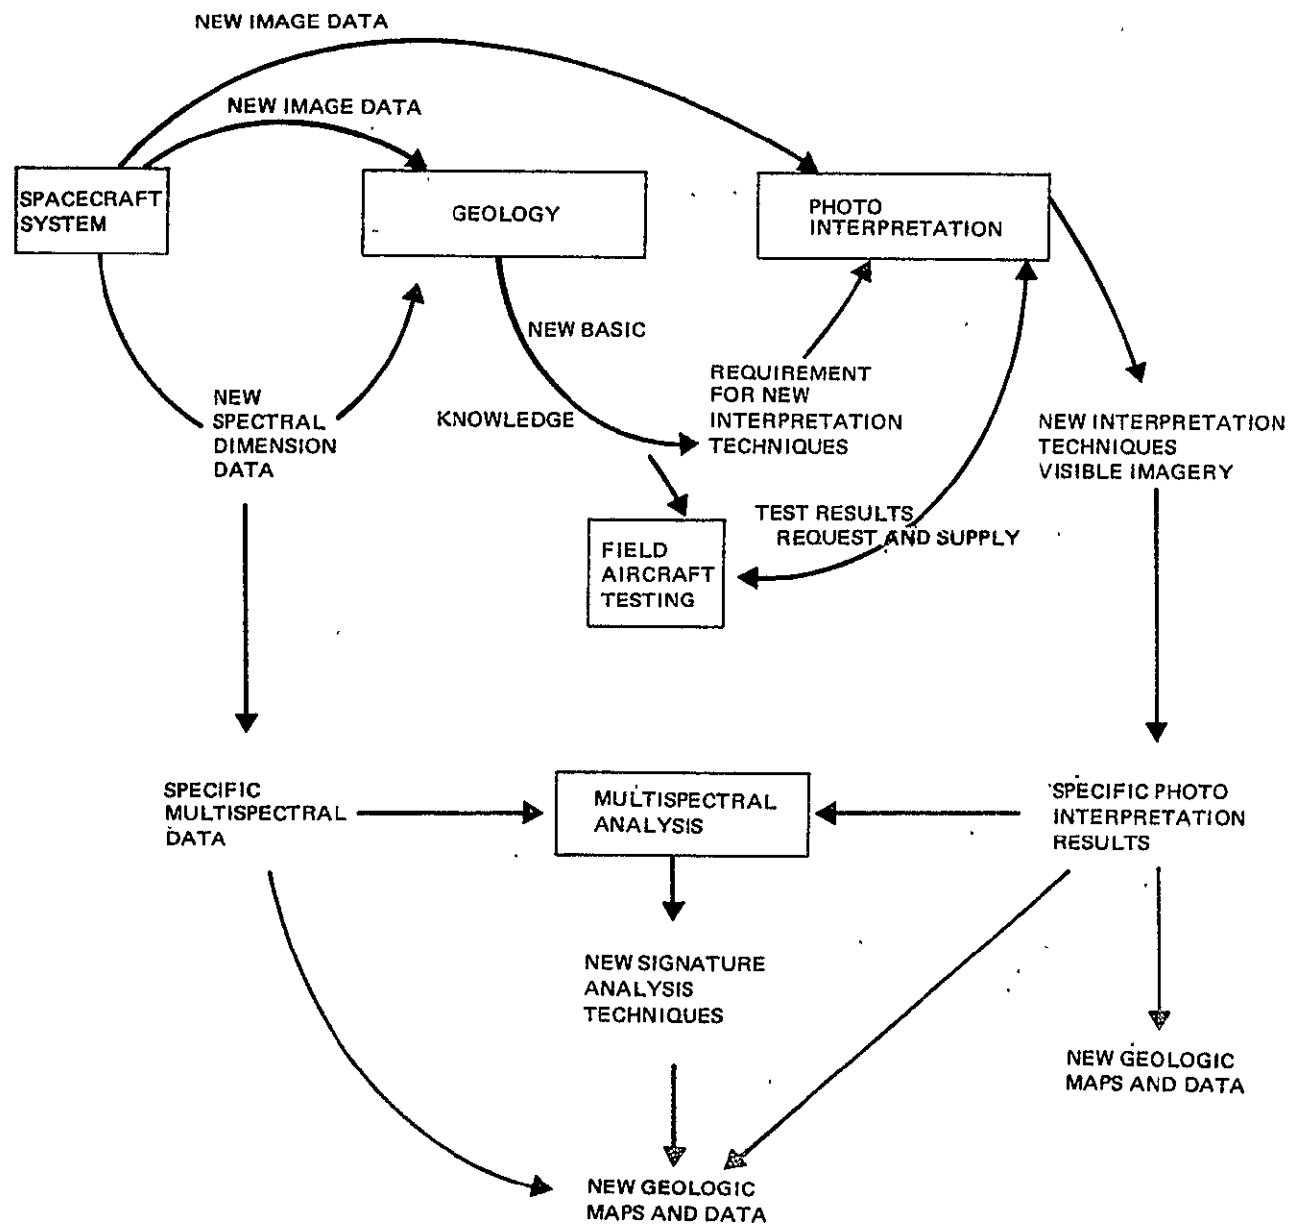 NEW IMAGE DATA
NEW IMAGE DATA
SPACECRAFT
SYSTEM
GEOLOGY
PHOTO
INTERPRETATION
NEW BASIC
KNOWLEDGE
REQUIREMENT
FOR NEW
INTERPRETATION
TECHNIQUES
NEW
SPECTRAL
DIMENSION
DATA
NEW INTERPRETATION
TECHNIQUES
VISIBLE IMAGERY
TEST RESULTS
REQUEST AND SUPPLY
FIELD
AIRCRAFT
TESTING
SPECIFIC
MULTISPECTRAL
DATA
MULTISPECTRAL
ANALYSIS
SPECIFIC PHOTO
INTERPRETATION
RESULTS
NEW SIGNATURE
ANALYSIS
TECHNIQUES
NEW GEOLOGIC
MAPS AND DATA
NEW GEOLOGIC
MAPS AND DATA